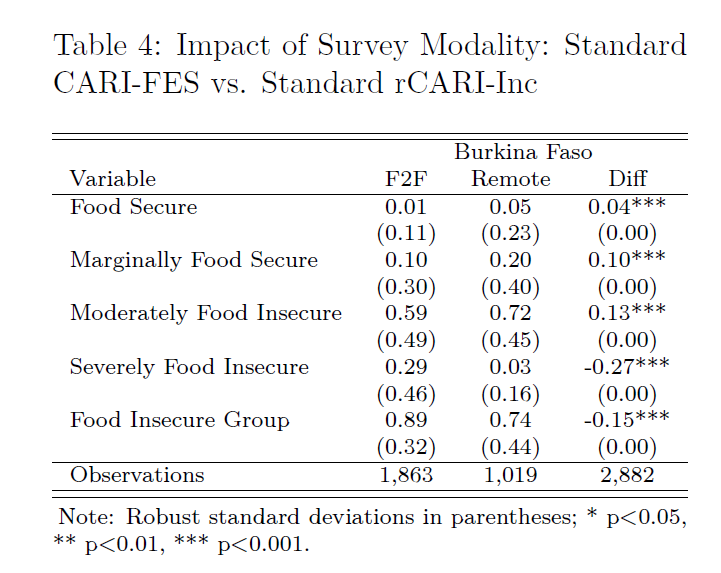 Table 4: Impact of Survey Modality: Standard
CARI-FES vs. Standard rCARI-Inc
Burkina Faso
Variable F2F Remote Diff
Food Secure 0.01 0.05 0.04***
(0.11) (0.23) (0.00)
Marginally Food Secure 0.10 0.20 0.10***
(0.30) (0.40) (0.00)
Moderately Food Insecure 0.59 0.72 0.13***
(0.49) (0.45) (0.00)
Severely Food Insecure 0.29 0.03 -0.27***
(0.46) (0.16) (0.00)
Food Insecure Group 0.89 0.74 -0.15***
(0.32) (0.44) (0.00)
Observations 1,863 1,019 2,882
Note: Robust standard deviations in parentheses; * p<0.05,
** p<0.01, *** p<0.001.